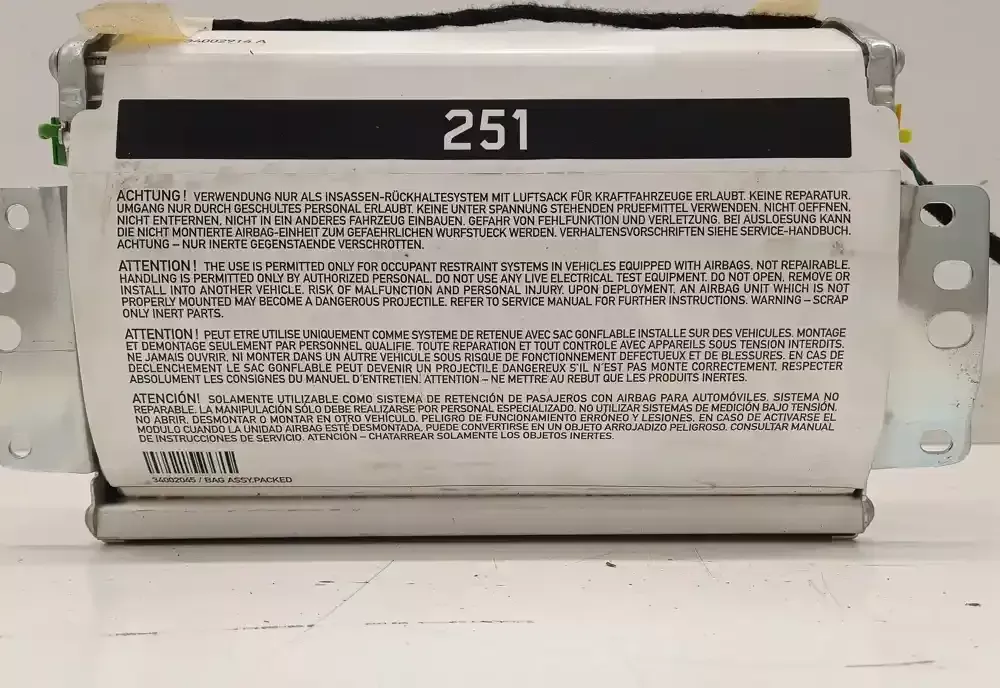 34002914 A
251
ACHTUNG! VERWENDUNG NUR ALS INSASSEN-RÜCKHALTESYSTEM MIT LUFTSACK FÜR KRAFTFAHRZEUGE ERLAUBT. KEINE REPARATUR.
UMGANG NUR DURCH GESCHULTES PERSONAL ERLAUBT. KEINE UNTER SPANNUNG STEHENDEN PRUEFMITTEL VERWENDEN, NICHT OEFFNEN,
NICHT ENTFERNEN, NICHT IN EIN ANDERES FAHRZEUG EINBAUEN. GEFAHR VON FEHLFUNKTION UND VERLETZUNG. BEI AUSLOESUNG KANN
DIE NICHT MONTIERTE AIRBAG-EINHEIT ZUM GEFAEHRLICHEN WURFSTUECK WERDEN. VERHALTENSVORSCHRIFTEN SIEHE SERVICE-HANDBUCH.
ACHTUNG – NUR INERTE GEGENSTAENDE VERSCHROTTEN.
ATTENTION! THE USE IS PERMITTED ONLY FOR OCCUPANT RESTRAINT SYSTEMS IN VEHICLES EQUIPPED WITH AIRBAGS. NOT REPAIRABLE.
HANDLING IS PERMITTED ONLY BY AUTHORIZED PERSONAL. DO NOT USE ANY LIVE ELECTRICAL TEST EQUIPMENT. DO NOT OPEN, REMOVE OR
INSTALL INTO ANOTHER VEHICLE. RISK OF MALFUNCTION AND PERSONAL INJURY. UPON DEPLOYMENT, AN AIRBAG UNIT WHICH IS NOT
PROPERLY MOUNTED MAY BECOME A DANGEROUS PROJECTILE. REFER TO SERVICE MANUAL FOR FURTHER INSTRUCTIONS. WARNING – SCRAP
ONLY INERT PARTS.
ATTENTION! PEUT ETRE UTILISE UNIQUEMENT COMME SYSTEME DE RETENUE AVEC SAC GONFLABLE INSTALLE SUR DES VEHICULES. MONTAGE
ET DEMONTAGE SEULEMENT PAR PERSONNEL QUALIFIE. TOUTE REPARATION ET TOUT CONTROLE AVEC APPAREILS SOUS TENSION INTERDITS.
NE JAMAIS OUVRIR, NI MONTER DANS UN AUTRE VEHICULE SOUS RISQUE DE FONCTIONNEMENT DEFECTUEUX ET DE BLESSURES. EN CAS DE
DECLENCHEMENT LE SAC GONFLABLE PEUT DEVENIR UN PROJECTILE DANGEREUX S'IL N'EST PAS MONTE CORRECTEMENT. RESPECTER
ABSOLUMENT LES CONSIGNES DU MANUEL D'ENTRETIEN. ATTENTION – NE METTRE AU REBUT QUE LES PRODUITS INERTES.
ATENCIÓN! SOLAMENTE UTILIZABLE COMO SISTEMA DE RETENCIÓN DE PASAJEROS CON AIRBAG PARA AUTOMÓVILES. SISTEMA NO
REPARABLE. LA MANIPULACIÓN SÓLO DEBE REALIZARSE POR PERSONAL ESPECIALIZADO. NO UTILIZAR SISTEMAS DE MEDICIÓN BAJO TENSIÓN.
NO ABRIR, DESMONTAR O MONTAR EN OTRO VEHÍCULO. PELIGRO DE FUNCIONAMIENTO ERRÓNEO Y LESIONES. EN CASO DE ACTIVARSE EL
MODULO CUANDO LA UNIDAD AIRBAG ESTÉ DESMONTADA, PUEDE CONVERTIRSE EN UN OBJETO ARROJADIZO PELIGROSO. CONSULTAR MANUAL
DE INSTRUCCIONES DE SERVICIO. ATENCIÓN – CHATARREAR SOLAMENTE LOS OBJETOS INERTES.
34002045 / BAG ASSY.PACKED